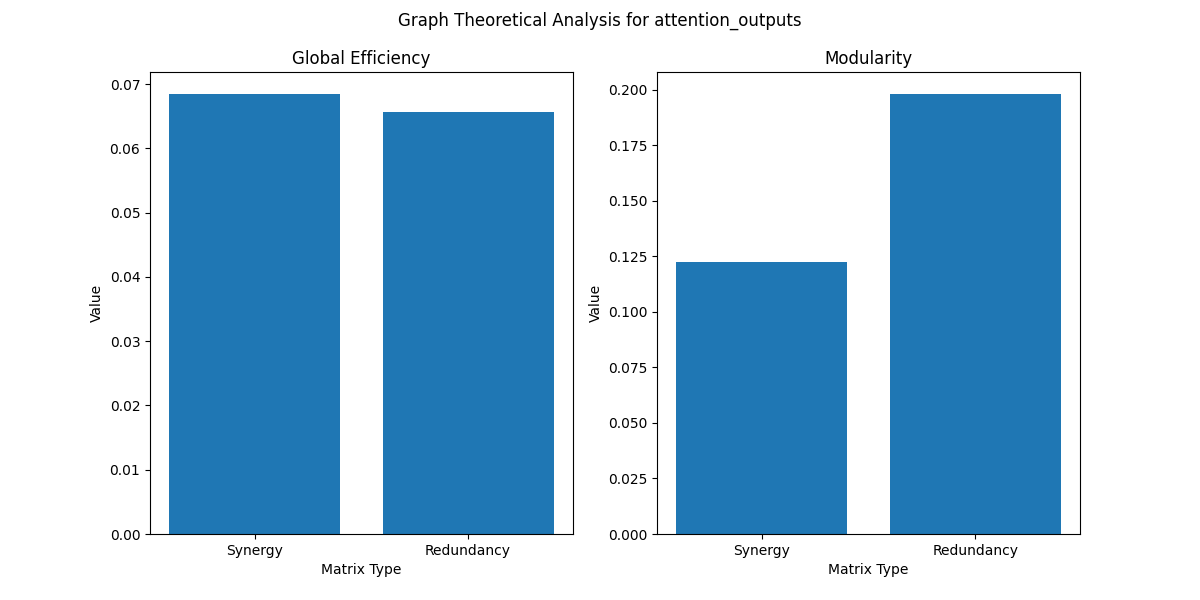 Graph Theoretical Analysis for attention_outputs
Global Efficiency
0.07
0.06
0.05
0.04
0.03
0.02
0.01
0.00
Value
Synergy
Redundancy
Matrix Type
Modularity
0.200
0.175
0.150
0.125
0.100
0.075
0.050
0.025
0.000
Value
Synergy
Redundancy
Matrix Type